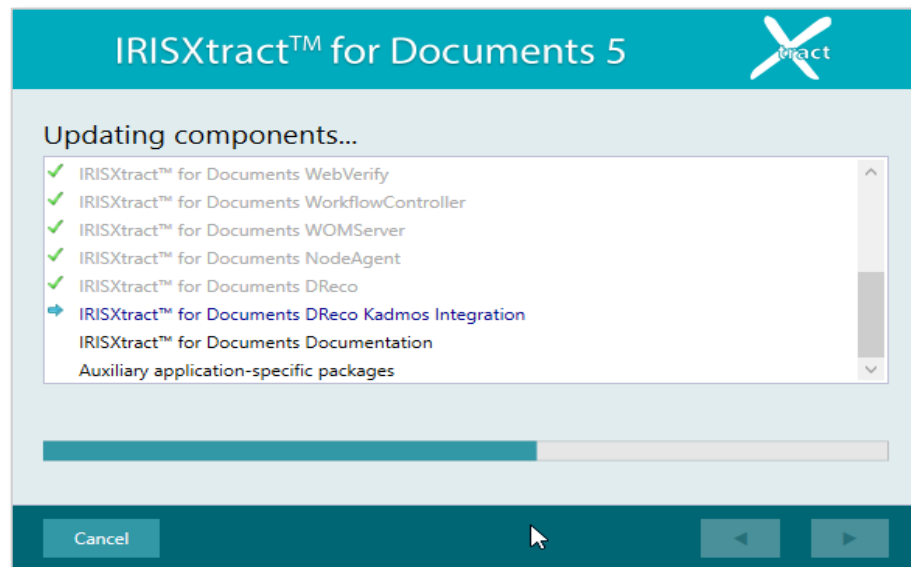 IRISXtract™ for Documents 5
Xtract
Updating components...
IRISXtract™ for Documents WebVerify
IRISXtract™ for Documents WorkflowController
IRISXtract™ for Documents WOMServer
IRISXtract™ for Documents NodeAgent
IRISXtract™ for Documents DReco
IRISXtract™ for Documents DReco Kadmos Integration
IRISXtract™ for Documents Documentation
Auxiliary application-specific packages
Cancel